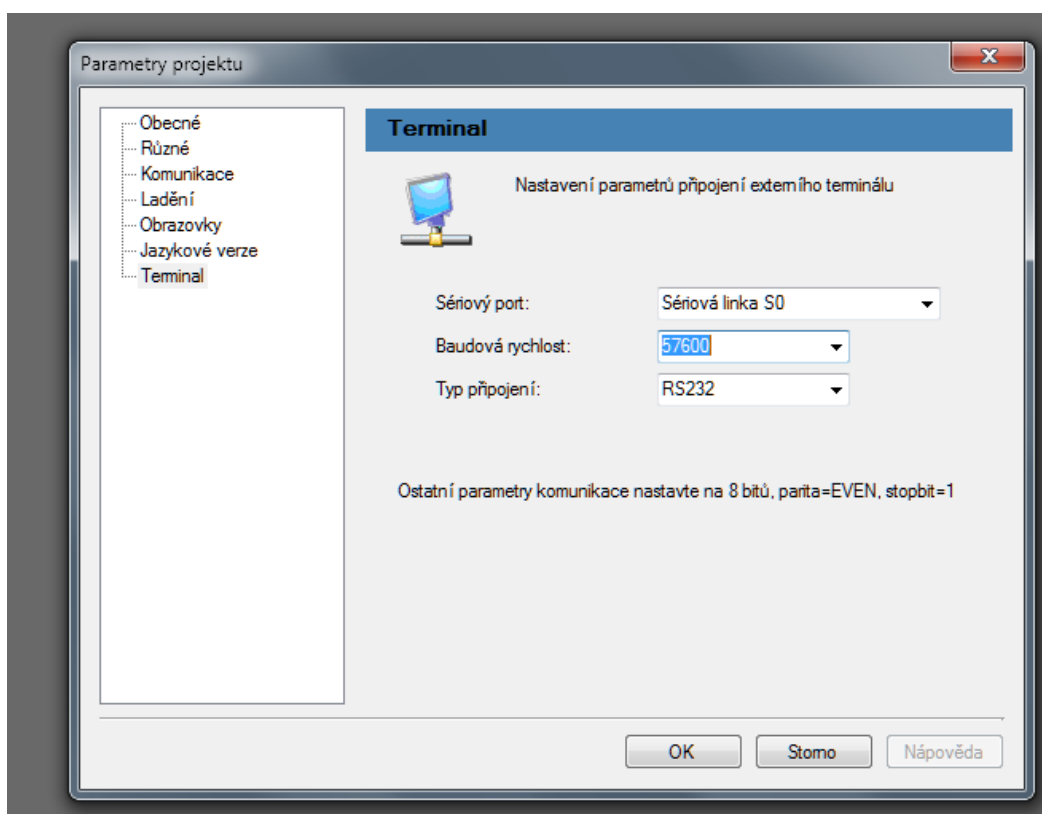 Parametry projektu
Obecné
Různé
Komunikace
Ladění
Obrazovky
Jazykové verze
Terminal
Terminal
Nastavení parametrů připojení externího terminálu
Sériový port: Sériová linka S0
Baudová rychlost: 57600
Typ připojení: RS232
Ostatní parametry komunikace nastavte na 8 bitů, parita=EVEN, stopbit=1
OK Storno Nápověda